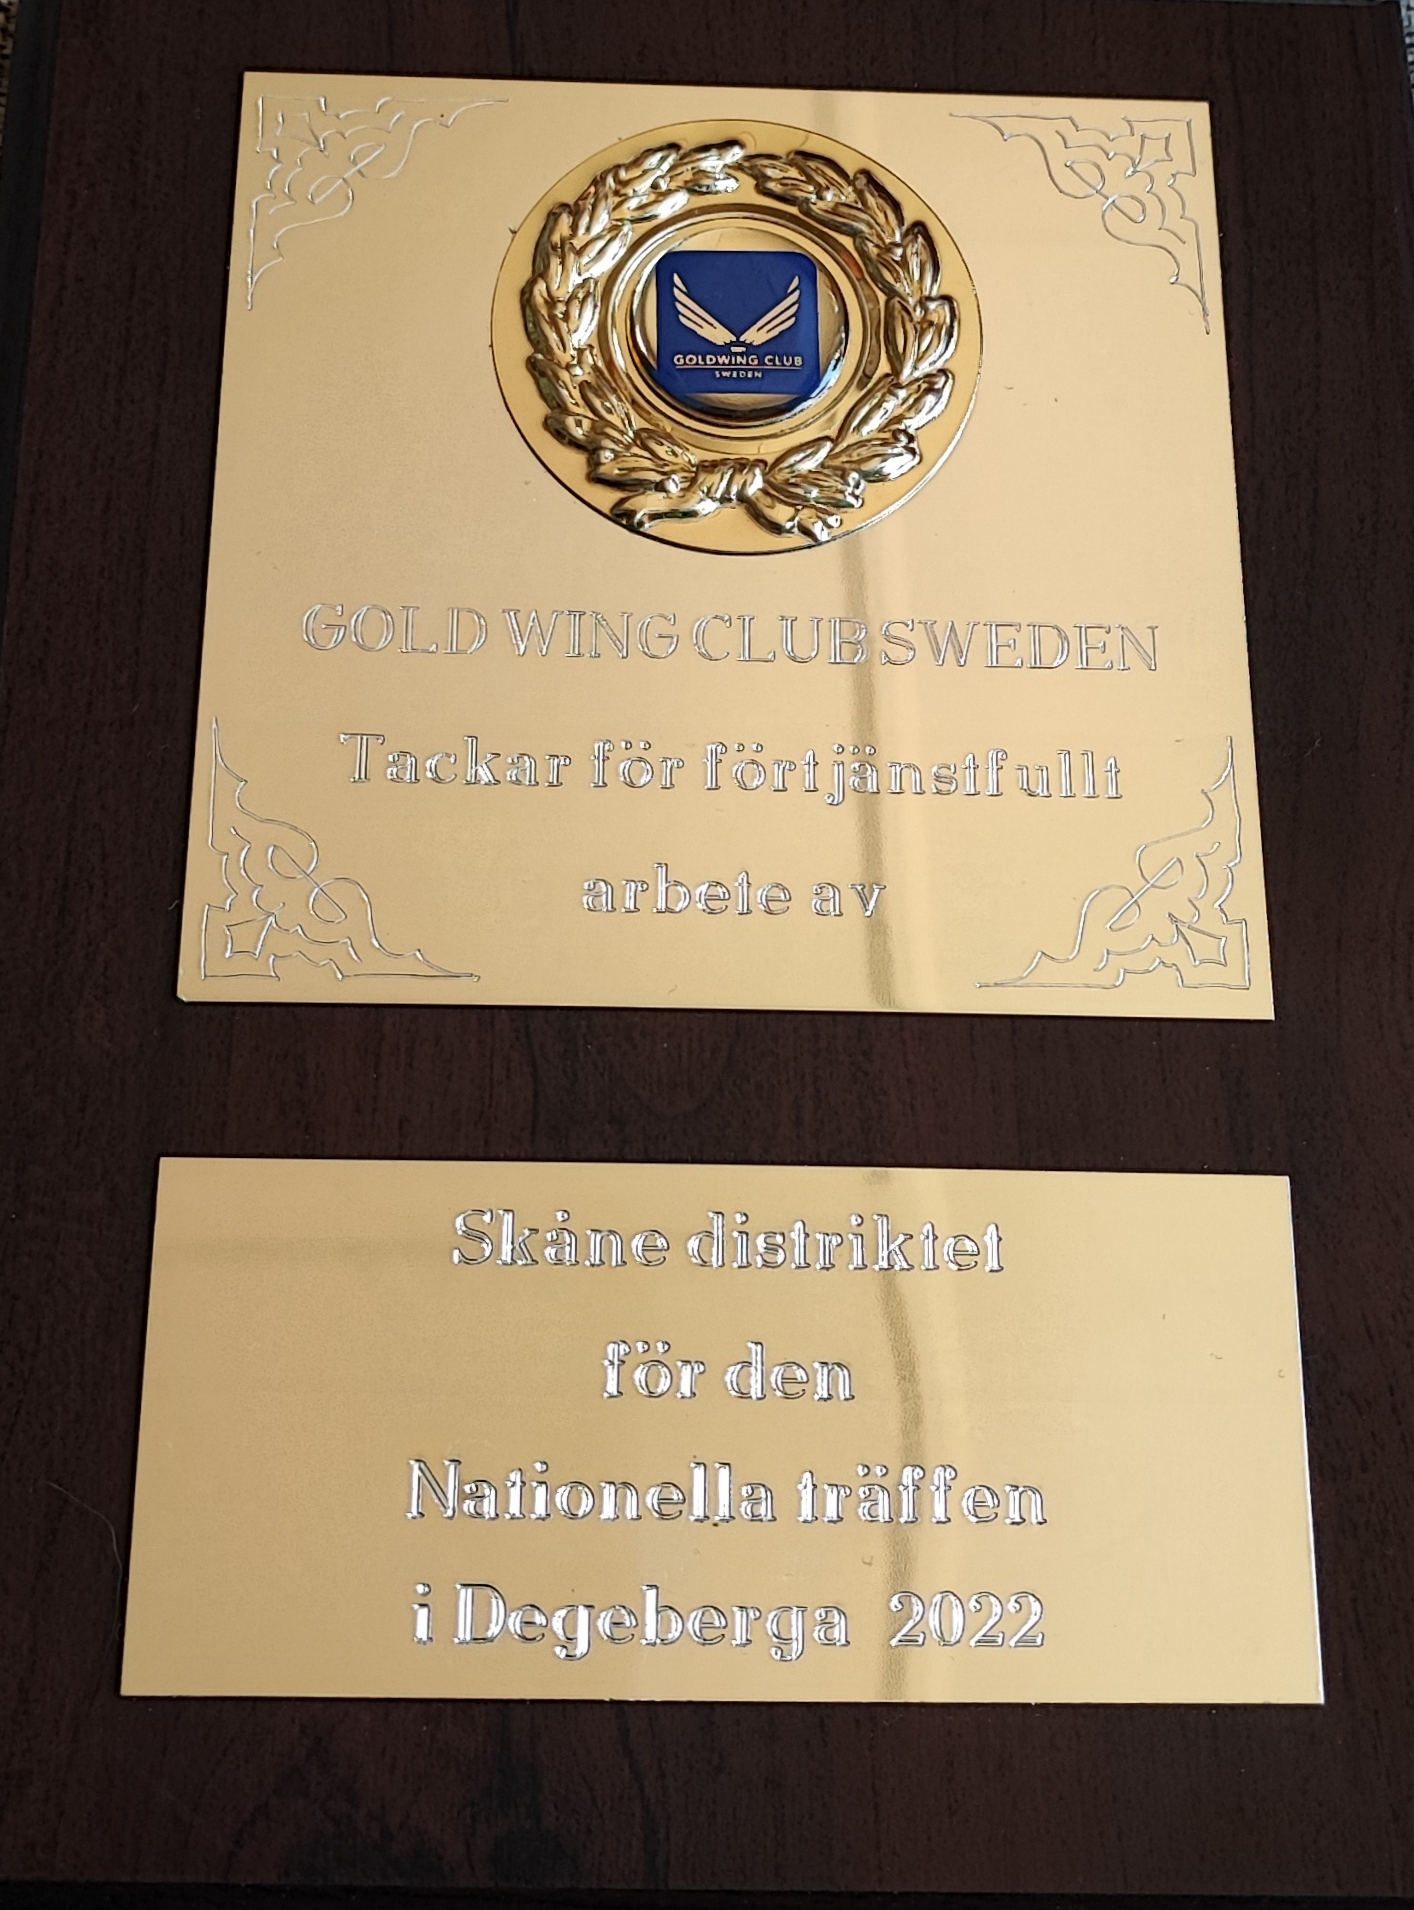 GOLDWING CLUB
SWEDEN
GOLD WING CLUB SWEDEN
Tackar för förtjänstfullt
arbete av
Skåne distriktet
för den
Nationella träffen
i Degeberga 2022